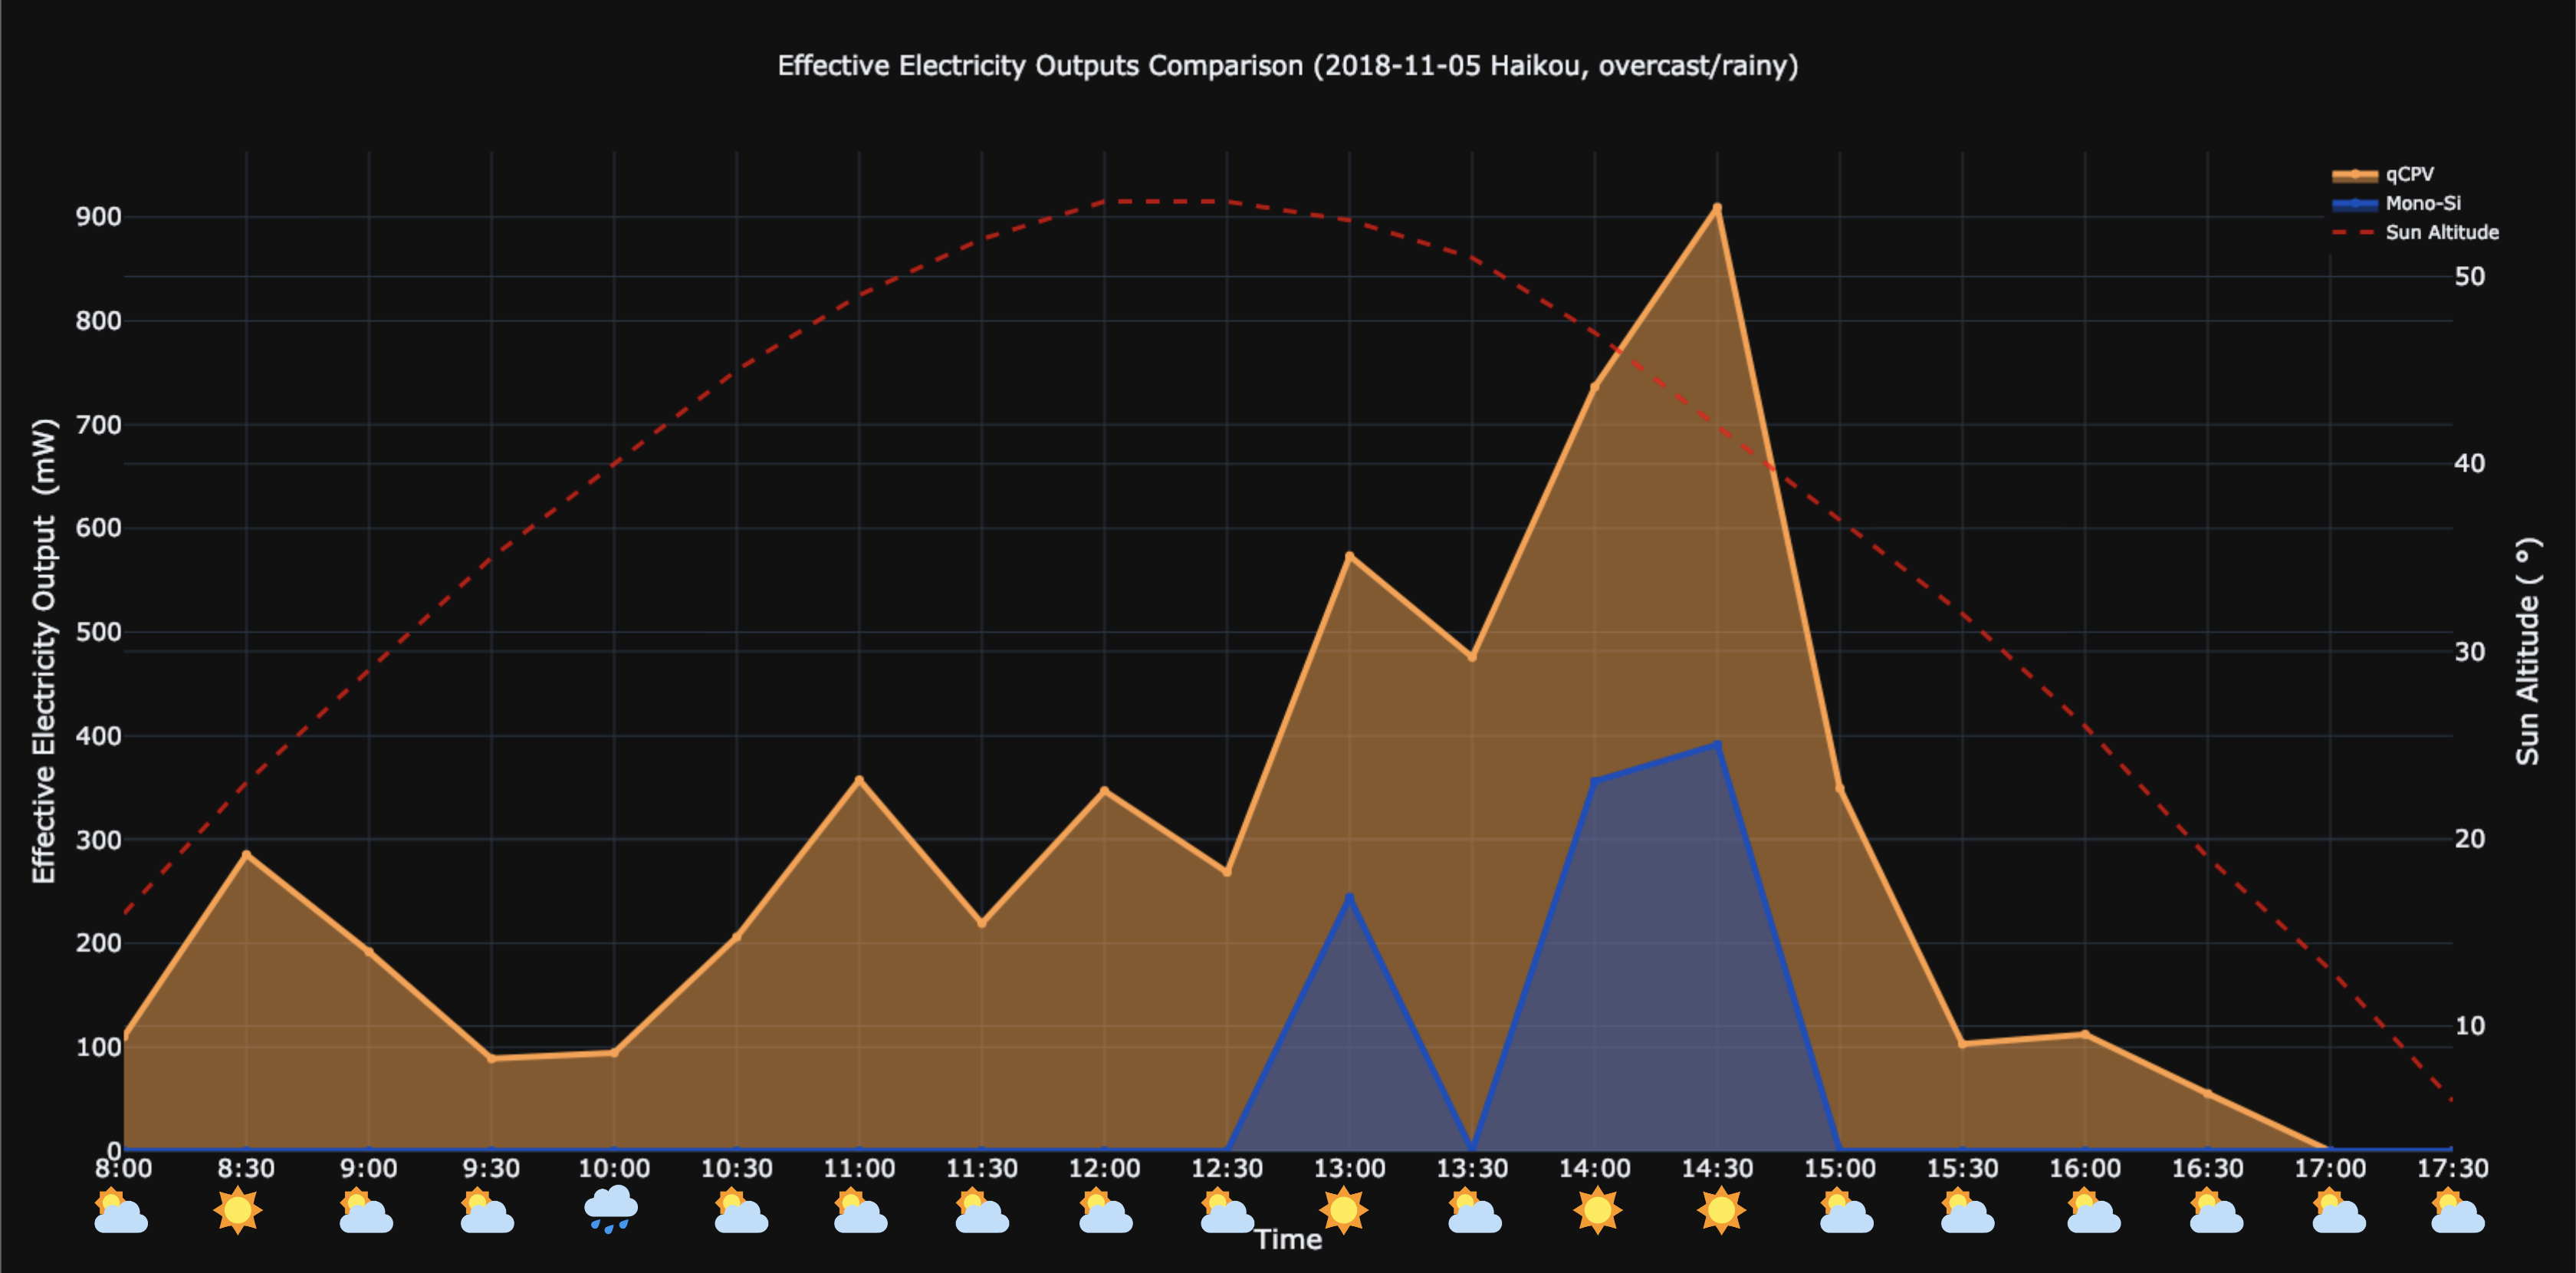 Effective Electricity Outputs Comparison (2018-11-05 Haikou, overcast/rainy)
qCPV
Mono-Si
Sun Altitude
Effective Electricity Output (mW)
900
800
700
600
500
400
300
200
100
0
50
40
30
20
10
Sun Altitude ( °)
8:00 8:30 9:00 9:30 10:00 10:30 11:00 11:30 12:00 12:30 13:00 13:30 14:00 14:30 15:00 15:30 16:00 16:30 17:00 17:30
Time